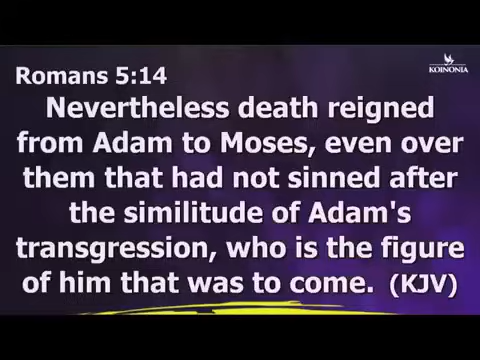 KOINONIA
Romans 5:14
Nevertheless death reigned
from Adam to Moses, even over
them that had not sinned after
the similitude of Adam's
transgression, who is the figure
of him that was to come. (KJV)